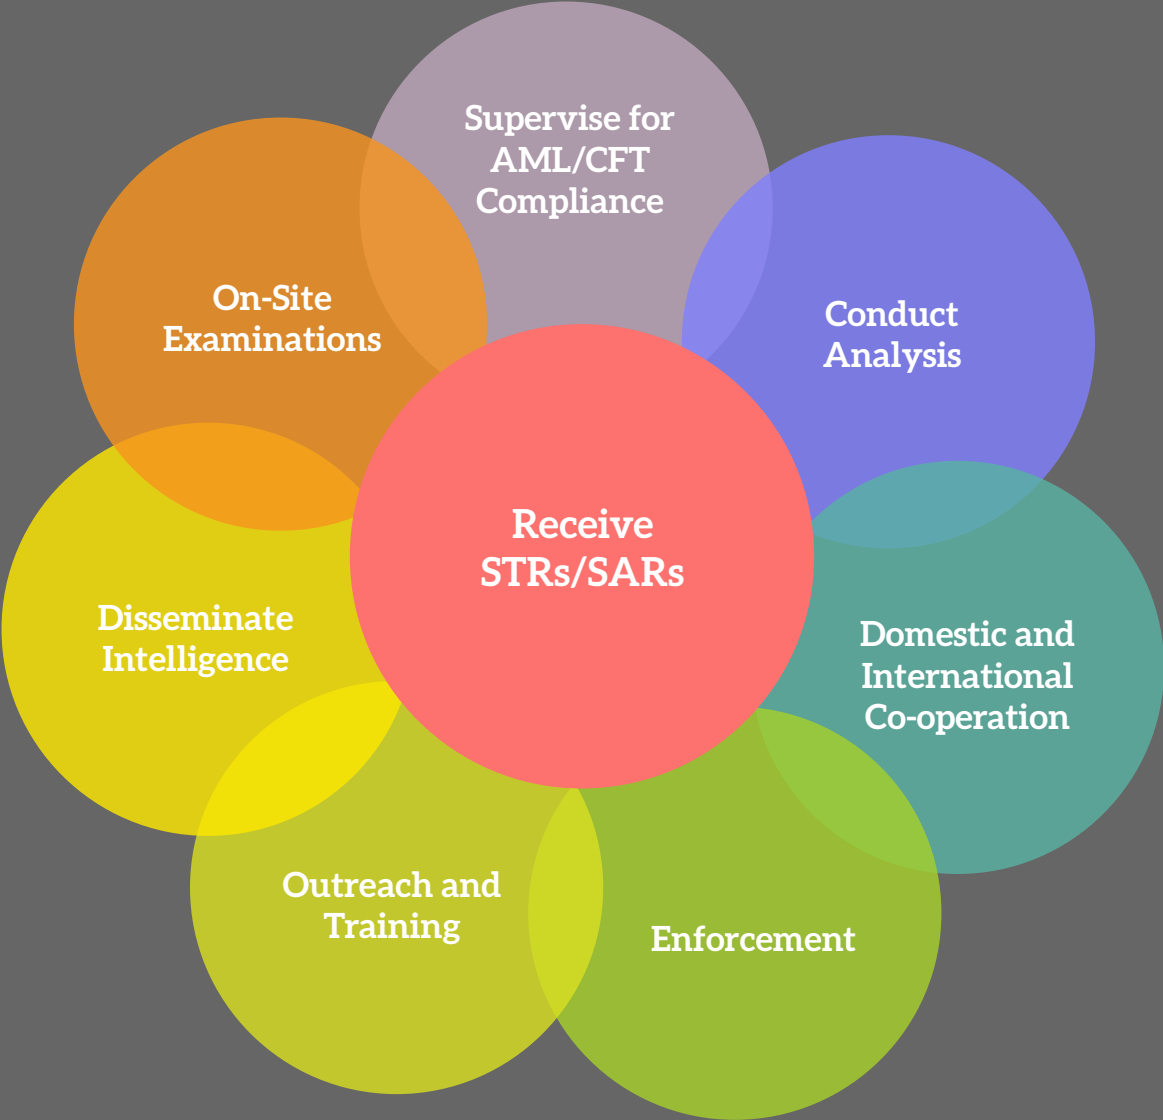 Supervise for
AML/CFT
Compliance
On-Site
Examinations
Conduct
Analysis
Receive
STRs/SARs
Disseminate
Intelligence
Domestic and
International
Co-operation
Outreach and
Training
Enforcement